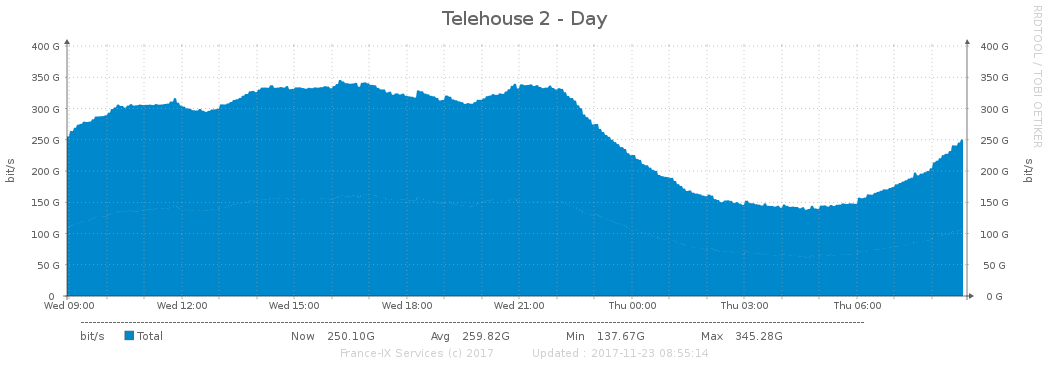 Telehouse 2 - Day
RRDTOOL / TOBI OETIKER
400 G 400 G
350 G 350 G
300 G 300 G
250 G 250 G
200 G 200 G
150 G 150 G
100 G 100 G
50 G 50 G
0 0 G
bit/s bit/s
Wed 09:00 Wed 12:00 Wed 15:00 Wed 18:00 Wed 21:00 Thu 00:00 Thu 03:00 Thu 06:00
bit/s Total Now 250.10G Avg 259.82G Min 137.67G Max 345.28G
France-IX Services (c) 2017 Updated : 2017-11-23 08:55:14